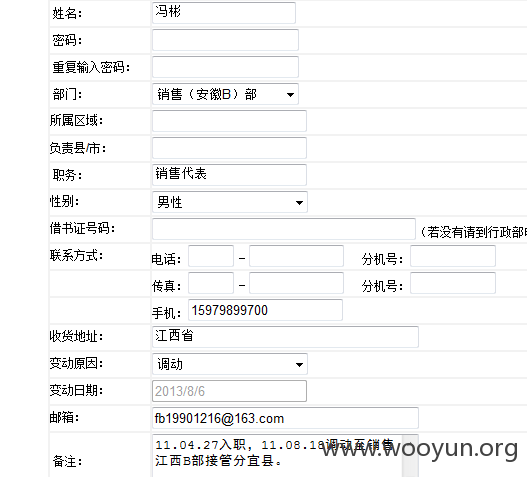 姓名： 冯彬
密码：
重复输入密码：
部门： 销售（安徽B）部
所属区域：
负责县/市：
职务： 销售代表
性别： 男性
借书证号码： （若没有请到行政部
联系方式： 电话： - 分机号：
传真： - 分机号：
手机： 15979899700
收货地址： 江西省
变动原因： 调动
变动日期： 2013/8/6
邮箱： fb19901216@163.com
备注： 11.04.27入职，11.08.18调动至销售
江西B部接管分宜县。
www.wooyun.org